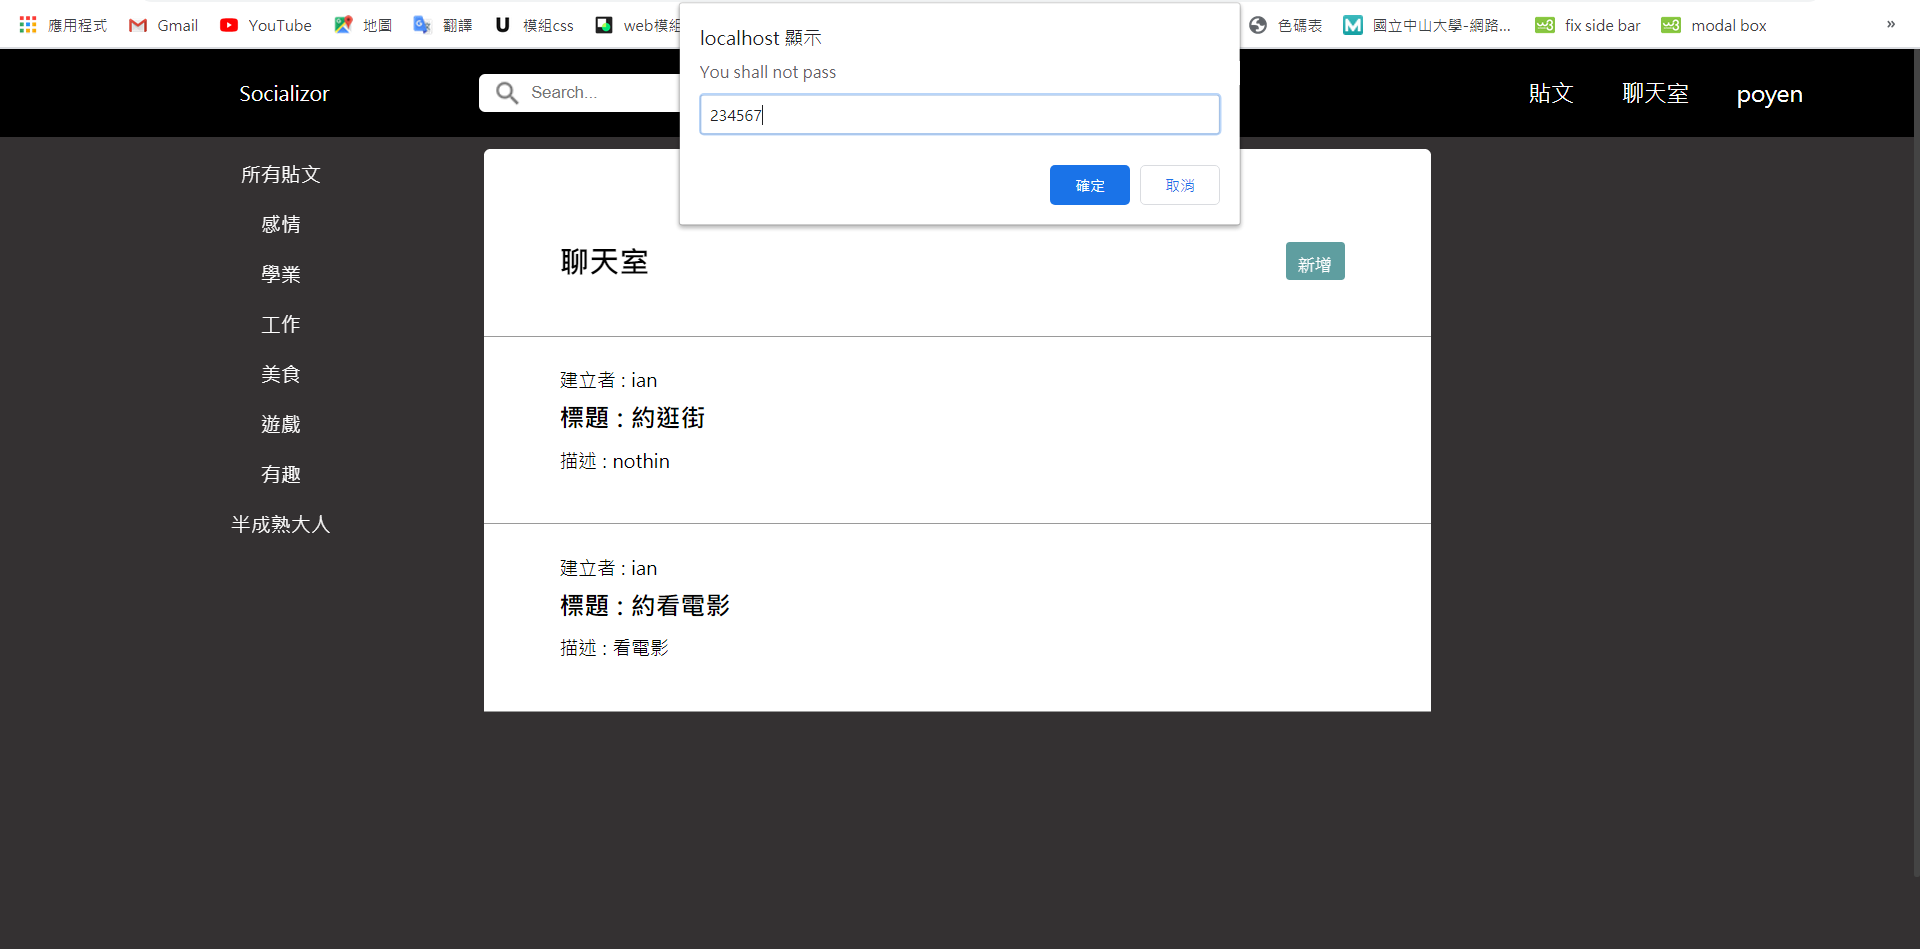 應用程式 Gmail YouTube 地圖 翻譯 模組css web模組 色碼表 國立中山大學-網路... fix side bar modal box »
localhost 顯示
You shall not pass
234567
確定 取消
Socializor Search... 貼文 聊天室 poyen
所有貼文
感情
學業
工作
美食
遊戲
有趣
半成熟大人
聊天室 新增
建立者 : ian
標題 : 約逛街
描述 : nothin
建立者 : ian
標題 : 約看電影
描述 : 看電影